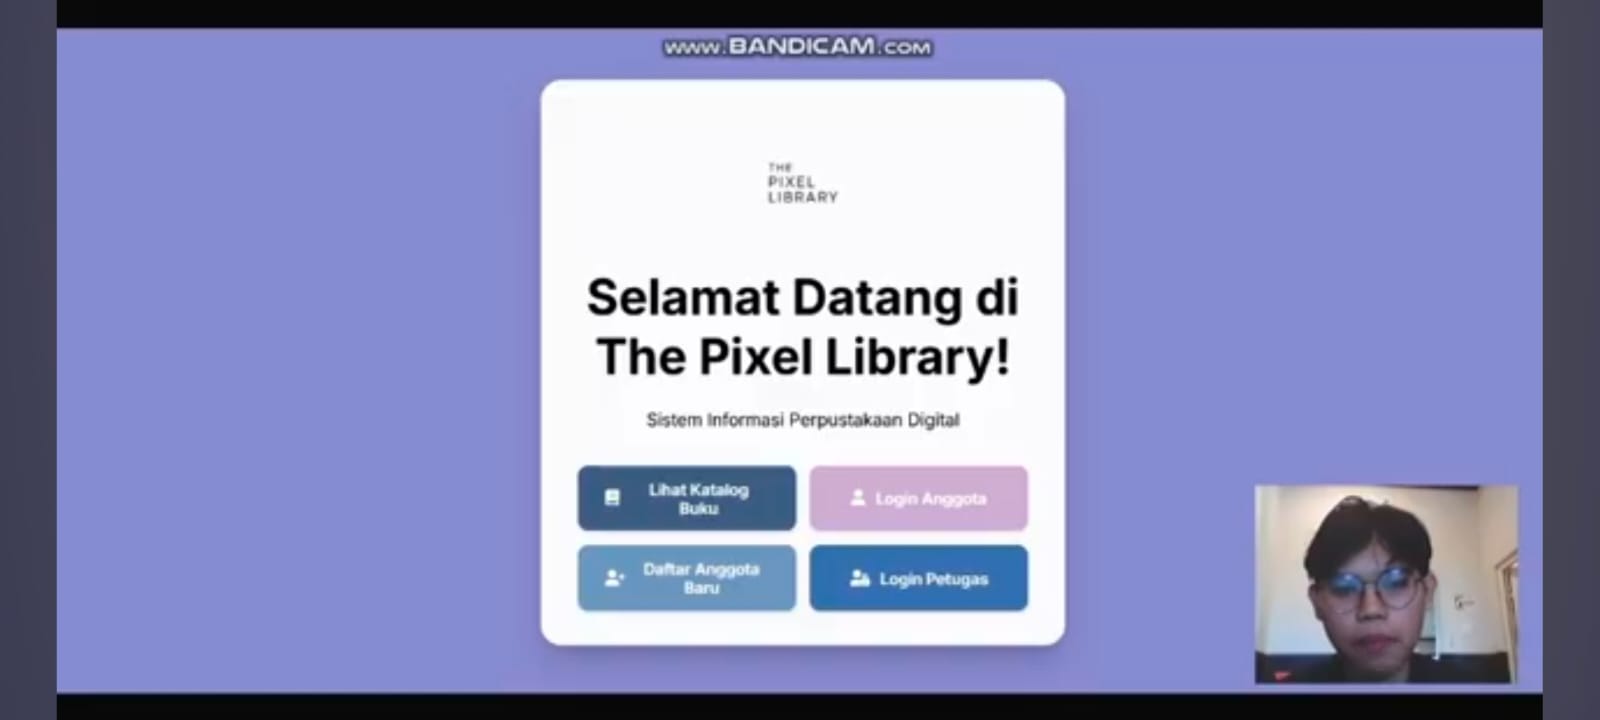 www.BANDICAM.com
THE
PIXEL
LIBRARY
Selamat Datang di
The Pixel Library!
Sistem Informasi Perpustakaan Digital
Lihat Katalog
Buku
Login Anggota
Daftar Anggota
Baru
Login Petugas